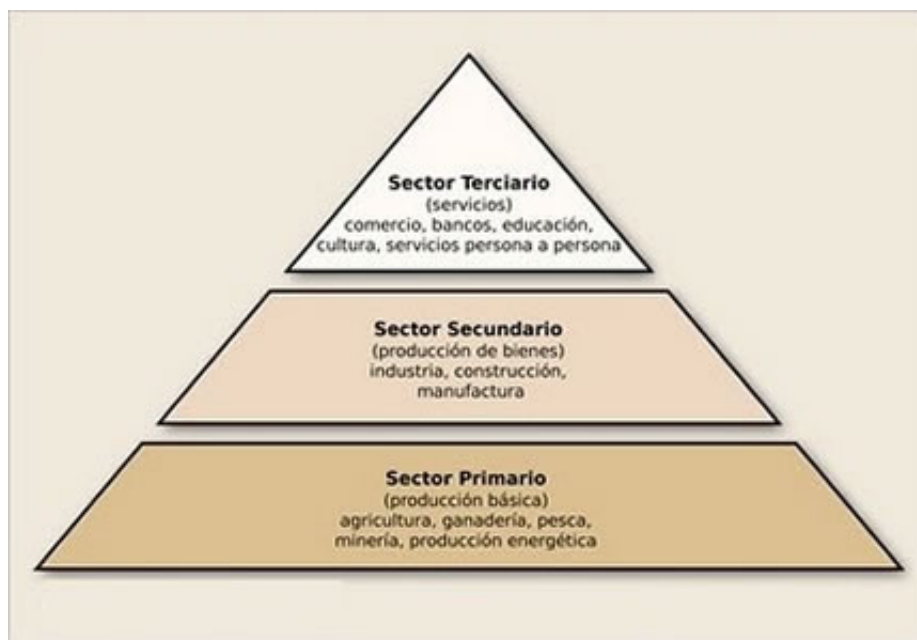 Sector Terciario
(servicios)
comercio, bancos, educación,
cultura, servicios persona a persona
Sector Secundario
(producción de bienes)
industria, construcción,
manufactura
Sector Primario
(producción básica)
agricultura, ganadería, pesca,
minería, producción energética